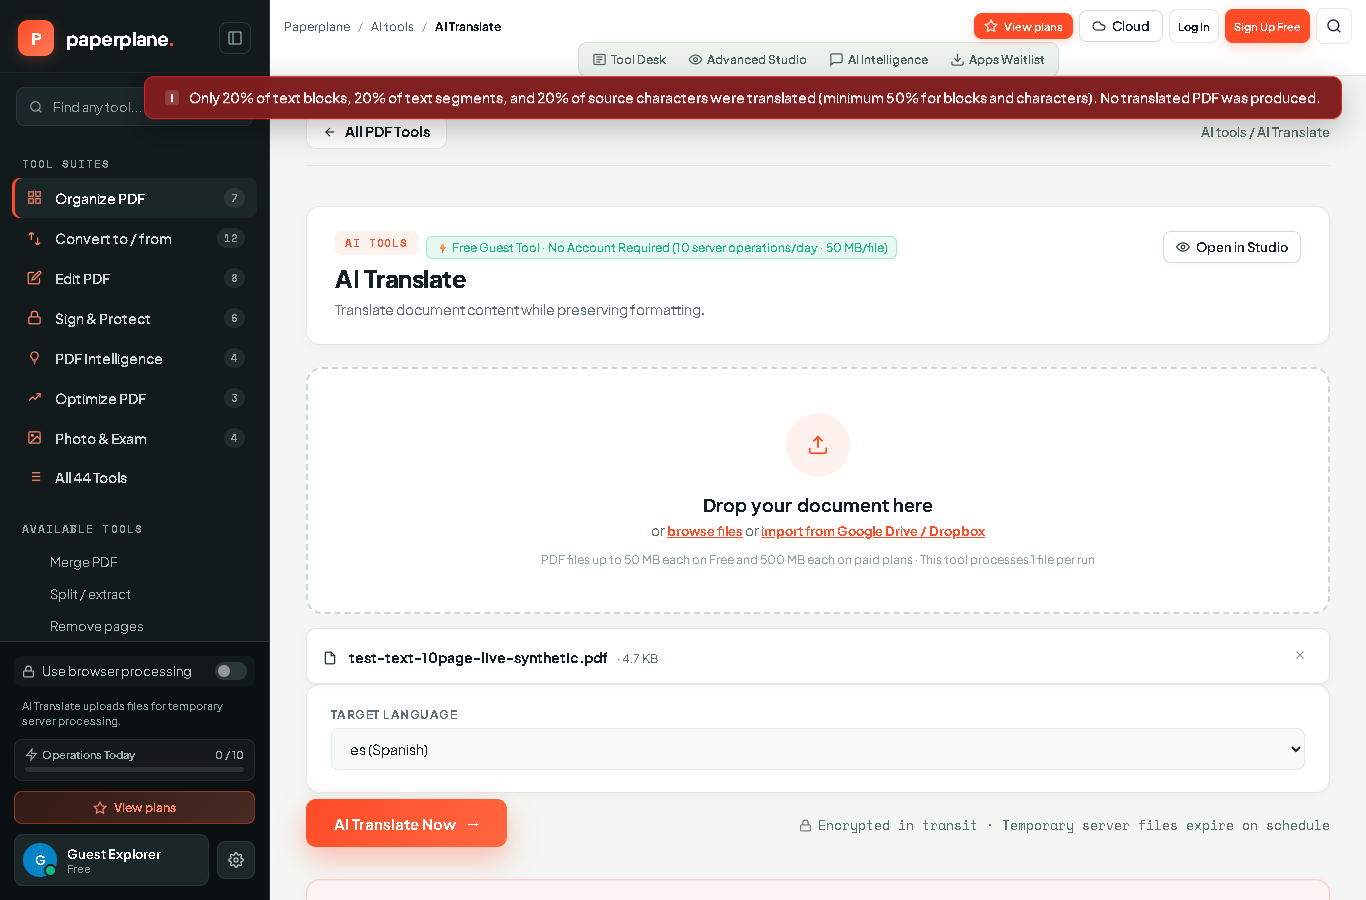 P paperplane.
Paperplane / AI tools / AI Translate
View plans
Cloud
Log In
Sign Up Free
Tool Desk
Advanced Studio
AI Intelligence
Apps Waitlist
! Only 20% of text blocks, 20% of text segments, and 20% of source characters were translated (minimum 50% for blocks and characters). No translated PDF was produced.
Find any tool...
TOOL SUITES
Organize PDF 7
Convert to / from 12
Edit PDF 8
Sign & Protect 6
PDF Intelligence 4
Optimize PDF 3
Photo & Exam 4
All 44 Tools
AVAILABLE TOOLS
Merge PDF
Split / extract
Remove pages
Use browser processing
AI Translate uploads files for temporary
server processing.
Operations Today 0 / 10
View plans
G Guest Explorer
Free
← All PDF Tools
AI tools / AI Translate
AI TOOLS
Free Guest Tool · No Account Required (10 server operations/day · 50 MB/file)
Open in Studio
AI Translate
Translate document content while preserving formatting.
Drop your document here
or browse files or import from Google Drive / Dropbox
PDF files up to 50 MB each on Free and 500 MB each on paid plans · This tool processes 1 file per run
test-text-10page-live-synthetic.pdf · 4.7 KB ×
TARGET LANGUAGE
es (Spanish)
AI Translate Now →
Encrypted in transit · Temporary server files expire on schedule